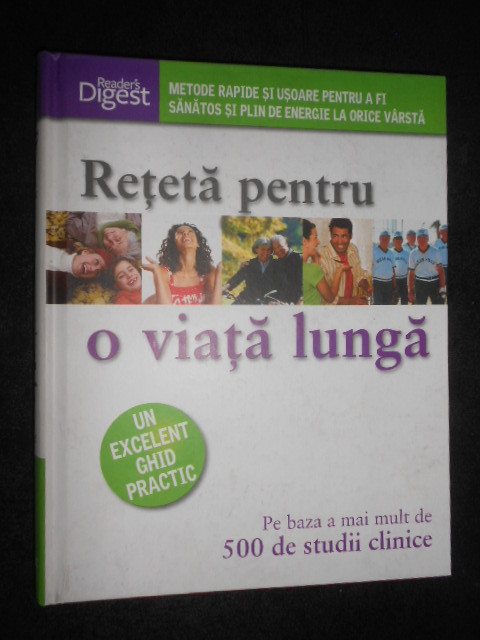 Reader's
Digest
METODE RAPIDE ȘI UȘOARE PENTRU A FI
SĂNĂTOS ȘI PLIN DE ENERGIE LA ORICE VÂRSTĂ
Rețetă pentru
o viață lungă
UN
EXCELENT
GHID
PRACTIC
Pe baza a mai mult de
500 de studii clinice